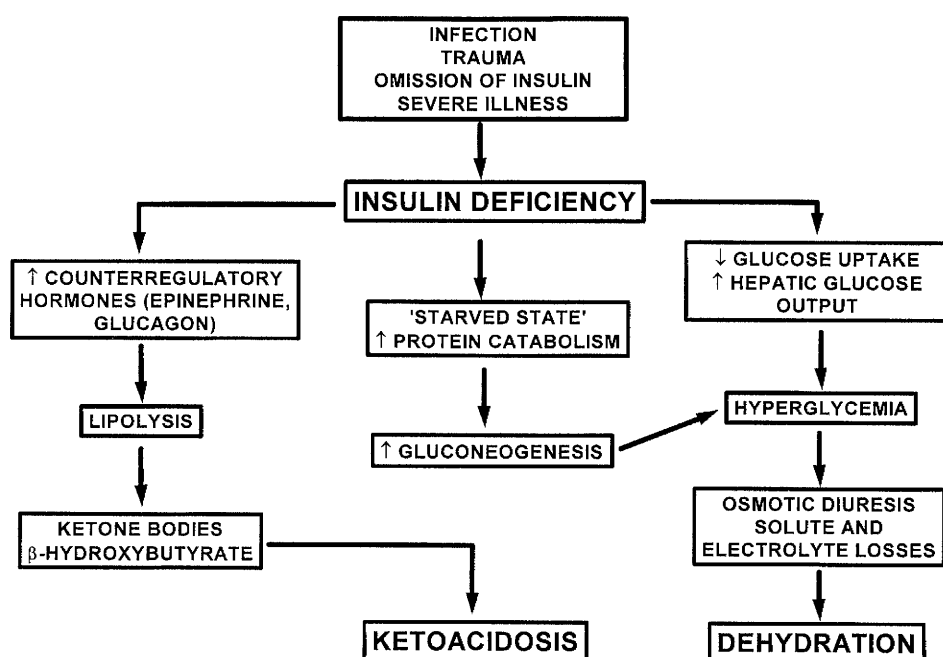 INFECTION
TRAUMA
OMISSION OF INSULIN
SEVERE ILLNESS
INSULIN DEFICIENCY
↑ COUNTERREGULATORY
HORMONES (EPINEPHRINE,
GLUCAGON)
LIPOLYSIS
KETONE BODIES
β-HYDROXYBUTYRATE
KETOACIDOSIS
'STARVED STATE'
↑ PROTEIN CATABOLISM
↑ GLUCONEOGENESIS
↓ GLUCOSE UPTAKE
↑ HEPATIC GLUCOSE
OUTPUT
HYPERGLYCEMIA
OSMOTIC DIURESIS
SOLUTE AND
ELECTROLYTE LOSSES
DEHYDRATION